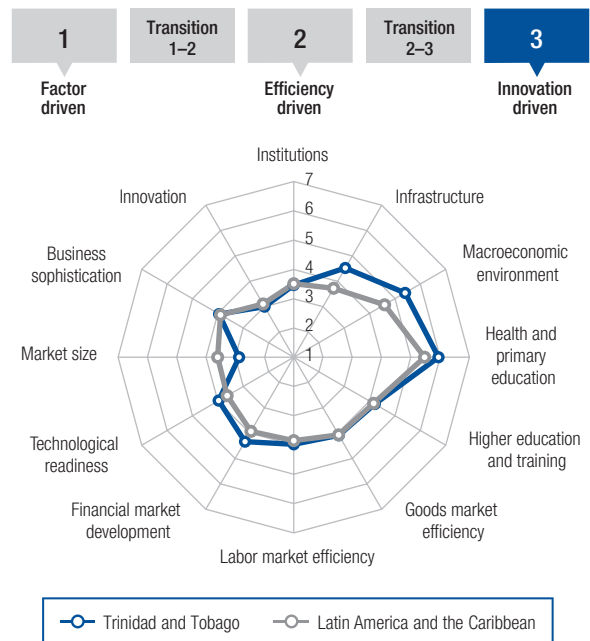 1
Transition
1–2
2
Transition
2–3
3
Factor
driven
Efficiency
driven
Innovation
driven
Institutions
7
Innovation
Infrastructure
6
5
Business
sophistication
Macroeconomic
environment
4
3
2
Market size
1
Health and
primary
education
Technological
readiness
Higher education
and training
Financial market
development
Goods market
efficiency
Labor market efficiency
Trinidad and Tobago
Latin America and the Caribbean